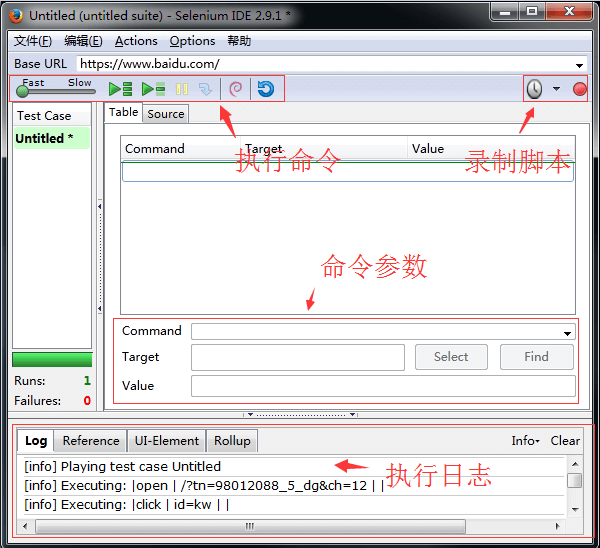 Untitled (untitled suite) - Selenium IDE 2.9.1 *
文件(F) 编辑(E) Actions Options 帮助
Base URL https://www.baidu.com/
Fast Slow
Test Case
Untitled *
Table Source
执行命令
录制脚本
Command Target Value
命令参数
Command
Target Select Find
Value
Runs: 1
Failures: 0
Log Reference UI-Element Rollup Info Clear
[info] Playing test case Untitled
[info] Executing: |open | /?tn=98012088_5_dg&ch=12 | |
[info] Executing: |click | id=kw | |
执行日志